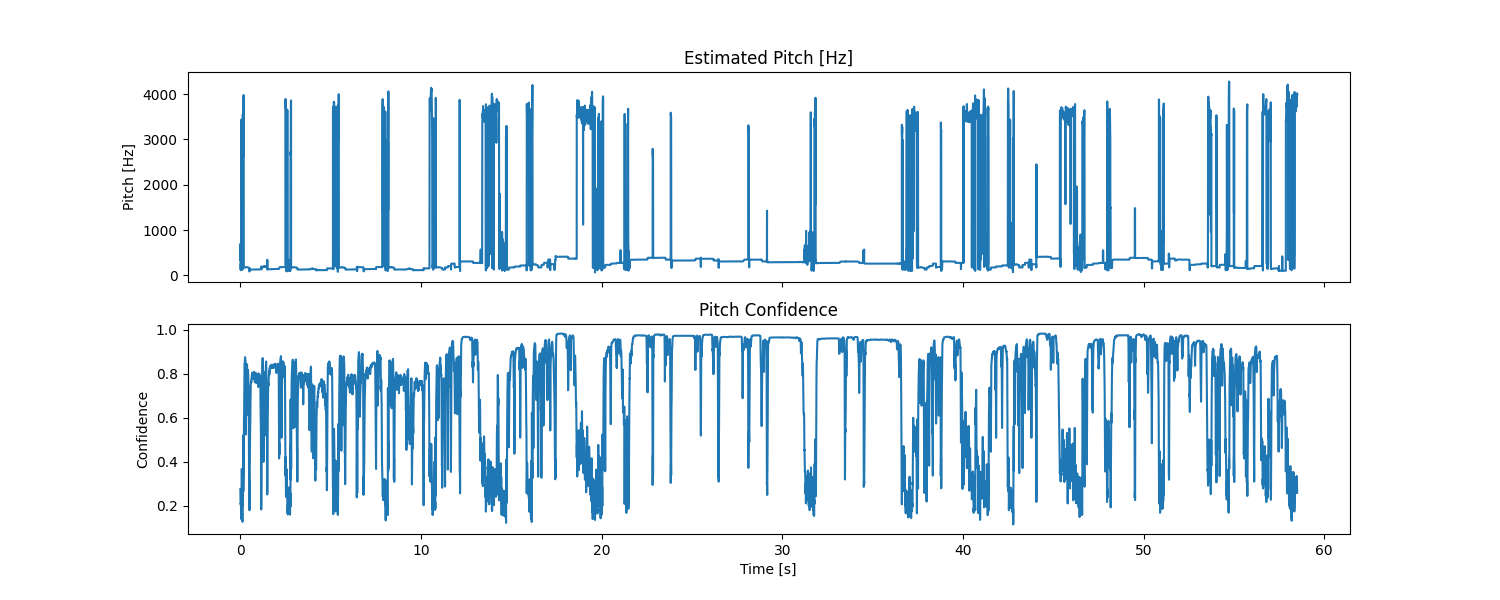 Estimated Pitch [Hz]
4000
3000
2000
1000
0
Pitch [Hz]
Pitch Confidence
1.0
0.8
0.6
0.4
0.2
Confidence
0 10 20 30 40 50 60
Time [s]